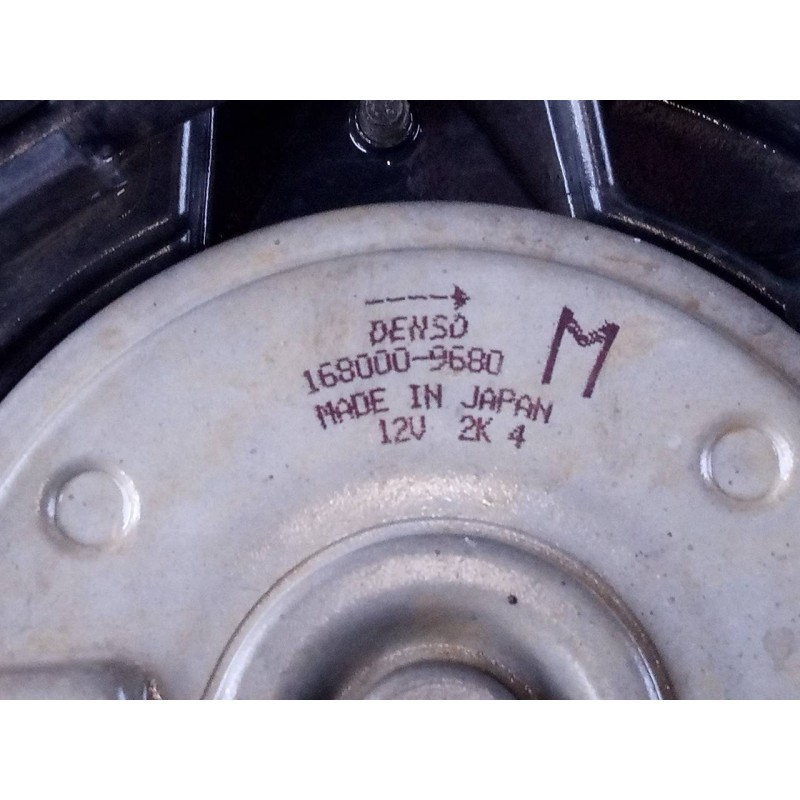 DENSO
168000-9680
M
MADE IN JAPAN
12V 2K 4